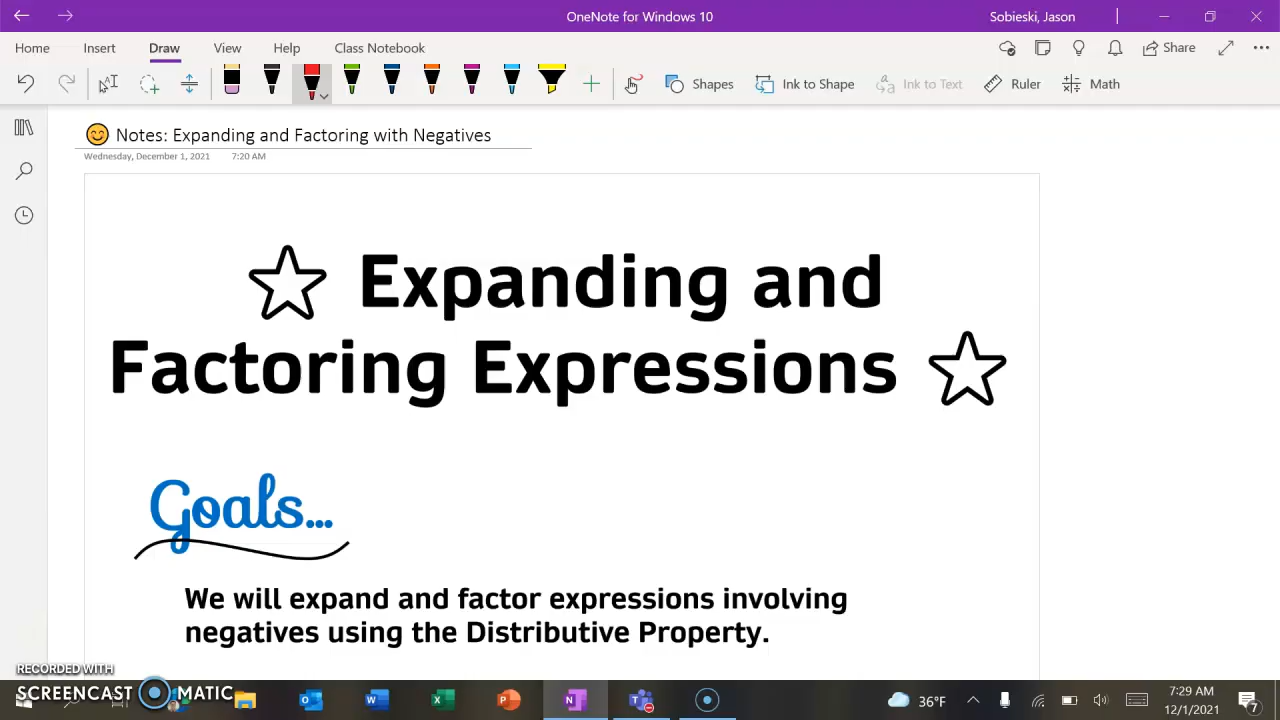 OneNote for Windows 10
Sobieski, Jason
Home Insert Draw View Help Class Notebook
Share
Shapes Ink to Shape Ink to Text Ruler Math
Notes: Expanding and Factoring with Negatives
Wednesday, December 1, 2021 7:20 AM
Expanding and
Factoring Expressions
Goals...
We will expand and factor expressions involving
negatives using the Distributive Property.
RECORDED WITH
SCREENCAST MATIC
36°F
7:29 AM
12/1/2021
7